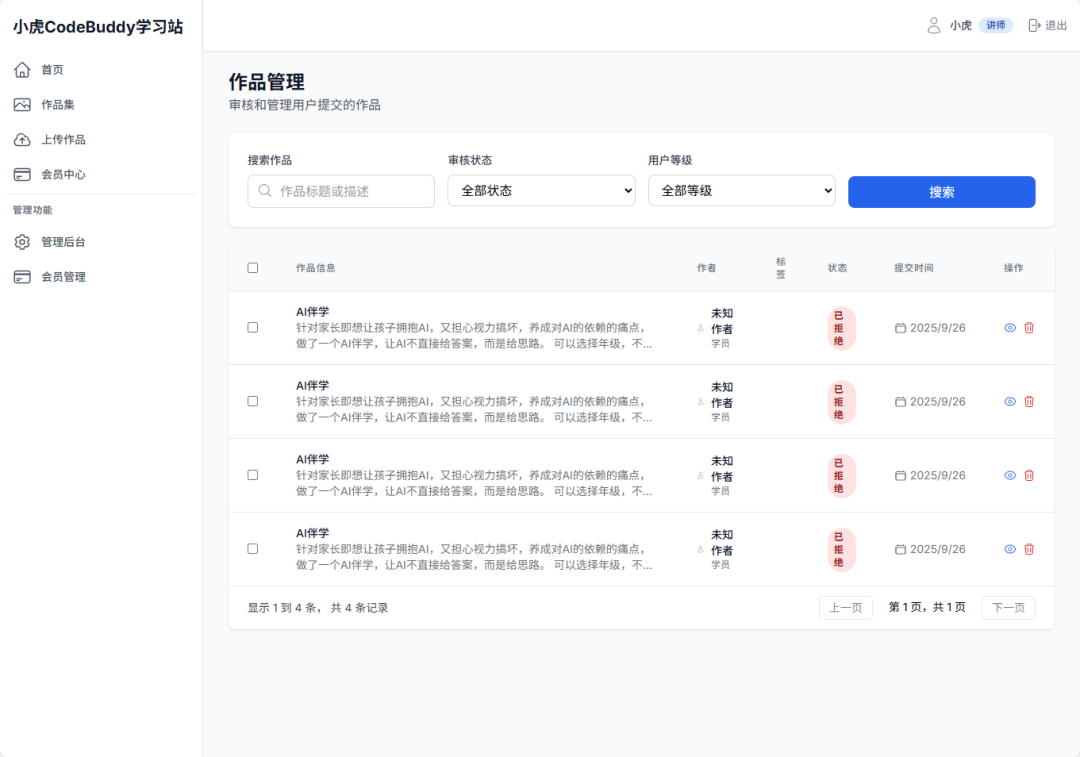 小虎CodeBuddy学习站
小虎 讲师 退出
首页
作品集
上传作品
会员中心
管理功能
管理后台
会员管理
作品管理
审核和管理用户提交的作品
搜索作品 审核状态 用户等级
作品标题或描述 全部状态 全部等级 搜索
作品信息 作者 标签 状态 提交时间 操作
AI伴学
针对家长即想让孩子拥抱AI，又担心视力搞坏，养成对AI的依赖的痛点，
做了一个AI伴学，让AI不直接给答案，而是给思路。 可以选择年级，不...
未知
作者
学员
已拒绝
2025/9/26
AI伴学
针对家长即想让孩子拥抱AI，又担心视力搞坏，养成对AI的依赖的痛点，
做了一个AI伴学，让AI不直接给答案，而是给思路。 可以选择年级，不...
未知
作者
学员
已拒绝
2025/9/26
AI伴学
针对家长即想让孩子拥抱AI，又担心视力搞坏，养成对AI的依赖的痛点，
做了一个AI伴学，让AI不直接给答案，而是给思路。 可以选择年级，不...
未知
作者
学员
已拒绝
2025/9/26
AI伴学
针对家长即想让孩子拥抱AI，又担心视力搞坏，养成对AI的依赖的痛点，
做了一个AI伴学，让AI不直接给答案，而是给思路。 可以选择年级，不...
未知
作者
学员
已拒绝
2025/9/26
显示 1 到 4 条， 共 4 条记录 上一页 第 1 页，共 1 页 下一页